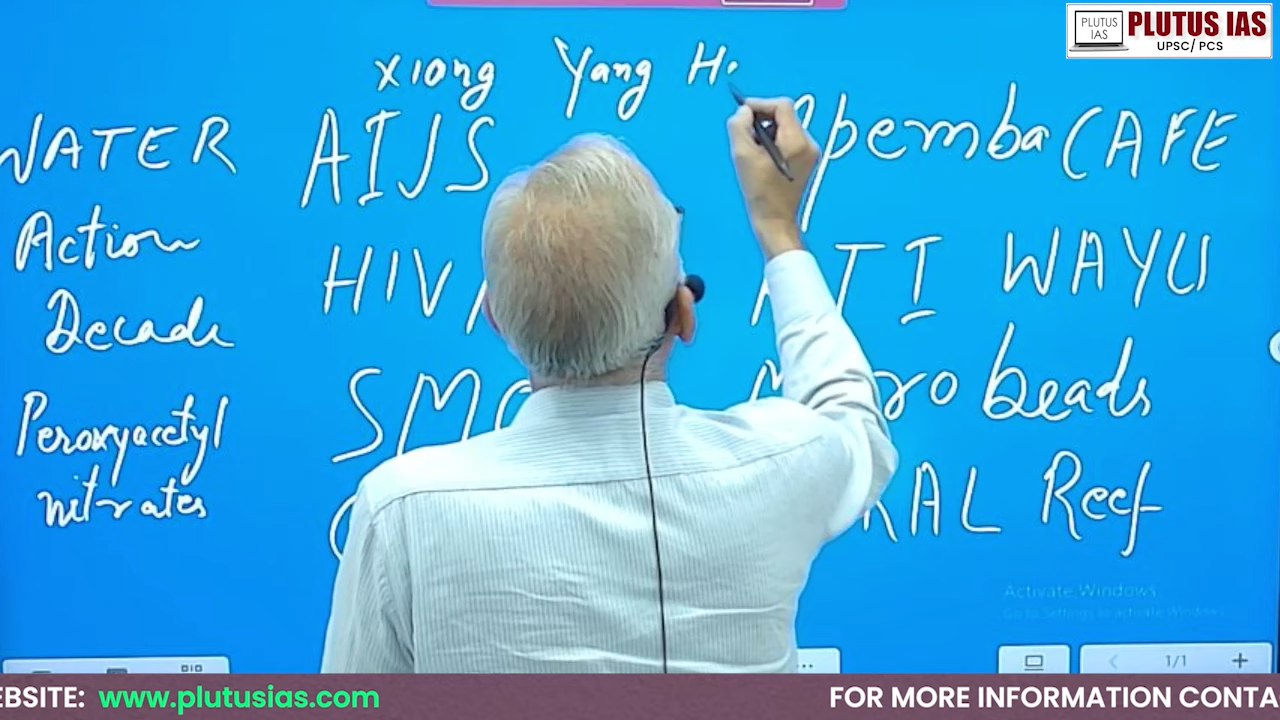 PLUTUS IAS
PLUTUS IAS
UPSC/ PCS
xiong Yang H
WATER
Action
Decade
Peroxyacetyl
nitrates
AIJS
HIV
SM
pemba CAFE
TI WAYU
beads
RAL Reef
Activate Windows
Go to Settings to activate Windows.
1/1
EBSITE: www.plutusias.com
FOR MORE INFORMATION CONTA